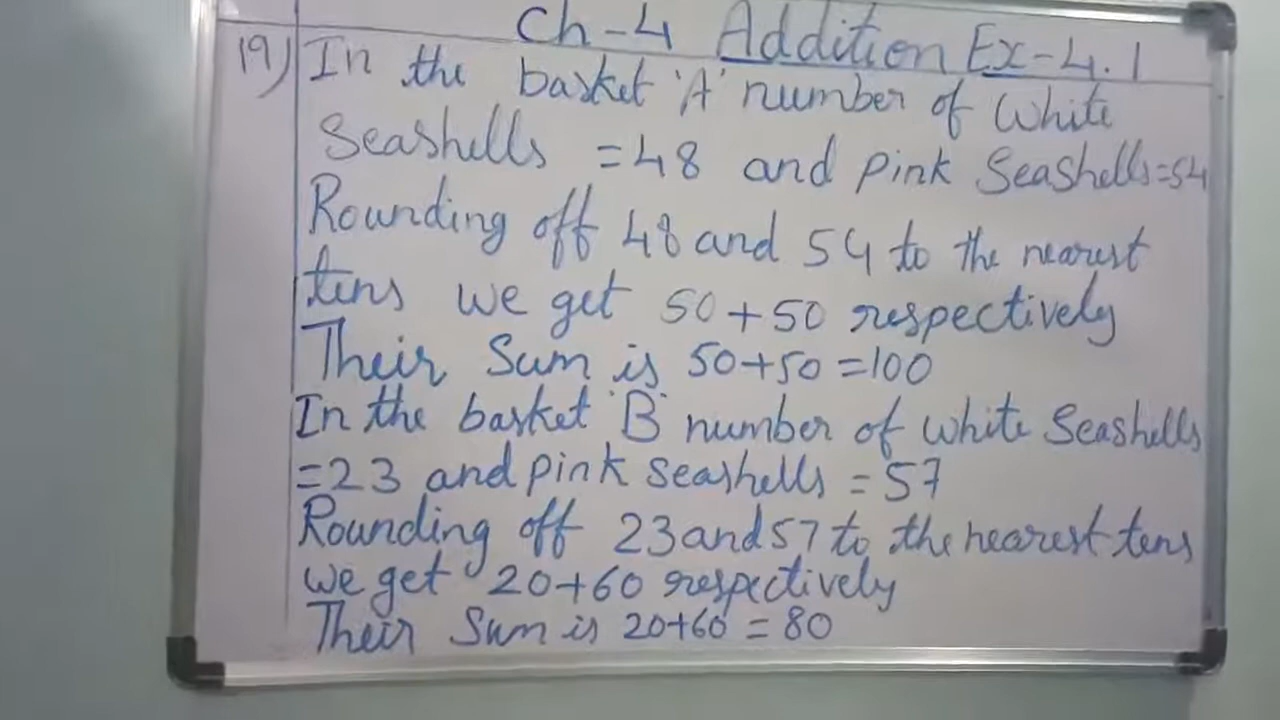 Ch-4 Addition Ex-4.1
19) In the basket 'A' number of White
Seashells =48 and pink Seashells=54
Rounding off 48 and 54 to the nearest
tens we get 50+50 respectively
Their Sum is 50+50=100
In the basket 'B' number of white Seashells
=23 and pink seashells =57
Rounding off 23 and 57 to the nearest tens
we get 20+60 respectively
Their Sum is 20+60=80